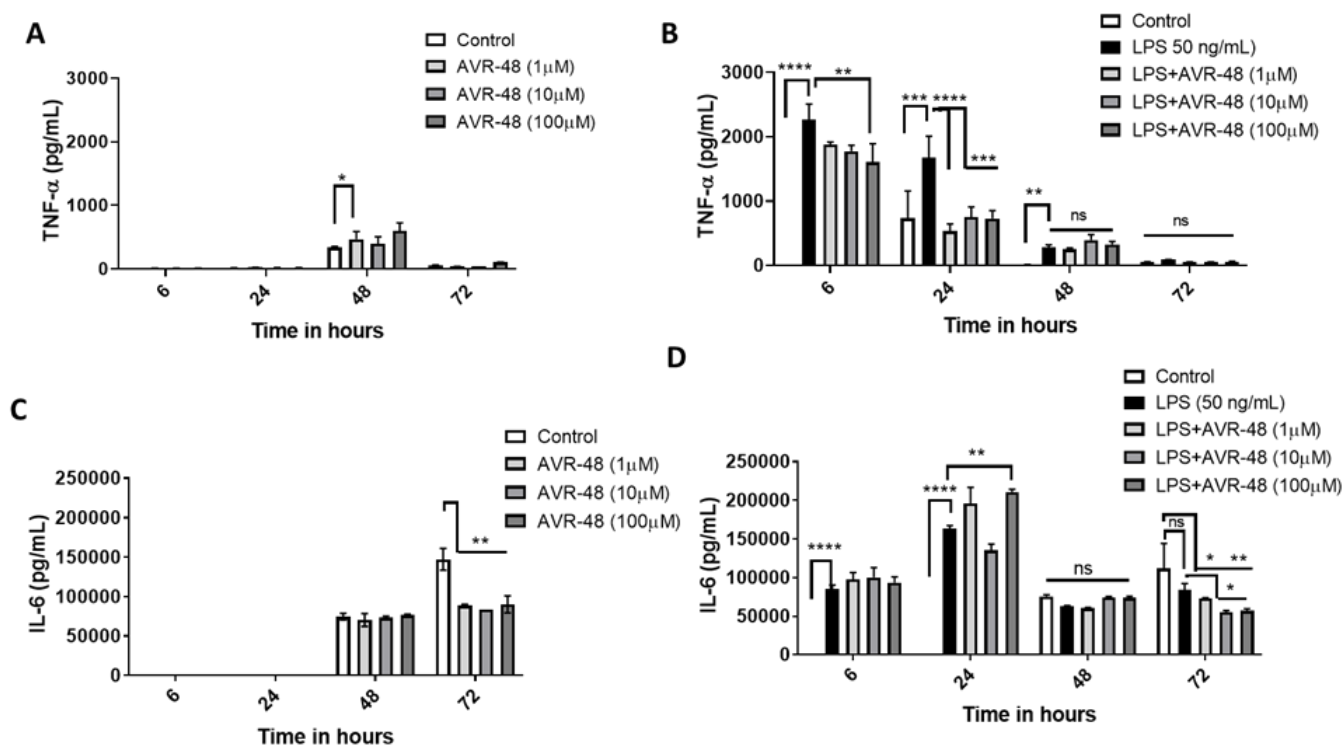 A
Control
AVR-48 (1μM)
AVR-48 (10μM)
AVR-48 (100μM)
TNF-α (pg/mL)
3000
2000
1000
0
*
6
24
48
72
Time in hours
B
Control
LPS 50 ng/mL)
LPS+AVR-48 (1μM)
LPS+AVR-48 (10μM)
LPS+AVR-48 (100μM)
TNF-α (pg/mL)
3000
2000
1000
0
****
**
***
****
***
**
ns
ns
6
24
48
72
Time in hours
C
Control
AVR-48 (1μM)
AVR-48 (10μM)
AVR-48 (100μM)
IL-6 (pg/mL)
250000
200000
150000
100000
50000
0
**
6
24
48
72
Time in hours
D
Control
LPS (50 ng/mL)
LPS+AVR-48 (1μM)
LPS+AVR-48 (10μM)
LPS+AVR-48 (100μM)
IL-6 (pg/mL)
250000
200000
150000
100000
50000
0
****
****
**
ns
ns
*
**
*
6
24
48
72
Time in hours